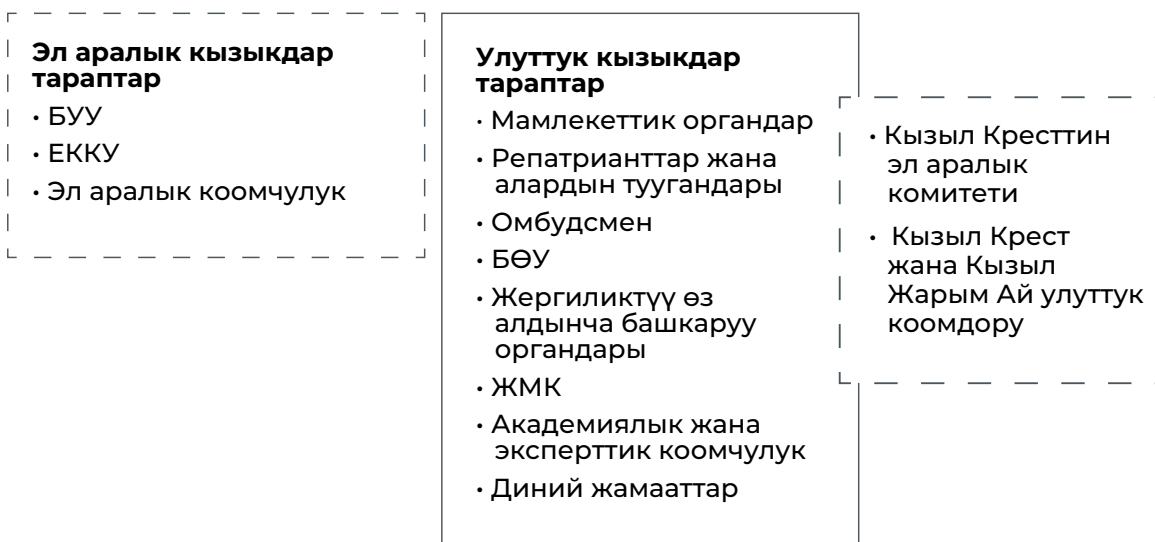 Эл аралык кызыкдар
тараптар
• БУУ
• ЕККУ
• Эл аралык коомчулук
Улуттук кызыкдар
тараптар
• Мамлекеттик органдар
• Репатрианттар жана
алардын туугандары
• Омбудсмен
• БӨУ
• Жергиликтүү өз
алдынча башкаруу
органдары
• ЖМК
• Академиялык жана
эксперттик коомчулук
• Диний жамааттар
• Кызыл Кресттин
эл аралык
комитети
• Кызыл Крест
жана Кызыл
Жарым Ай улуттук
коомдору